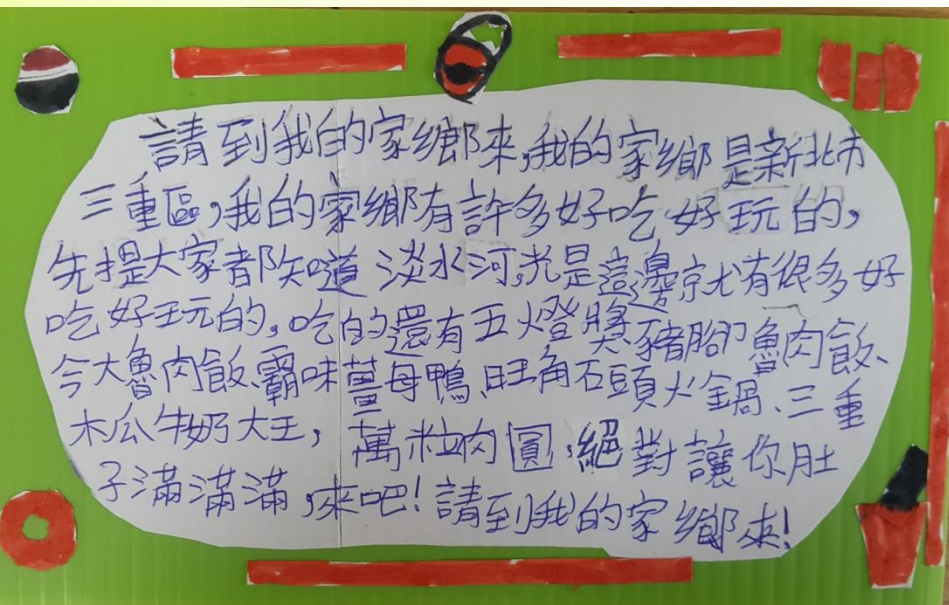 請到我的家鄉來,我的家鄉是新北市
三重區,我的家鄉有許多好吃好玩的,
先提大家都知道淡水河,光是這邊就有很多好
吃好玩的,吃的還有五燈獎豬腳魯肉飯、
今大魯肉飯、霸味薑母鴨、旺角石頭火鍋、三重
木瓜牛奶大王,萬粒肉圓,絕對讓你肚
子滿滿滿,來吧!請到我的家鄉來!